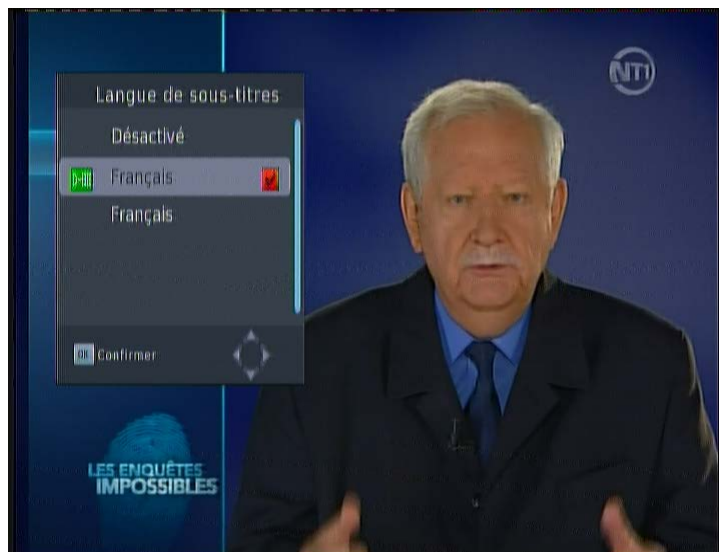 NT1
Langue de sous-titres
Désactivé
Français
Français
OK Confirmer
LES ENQUÊTES
IMPOSSIBLES